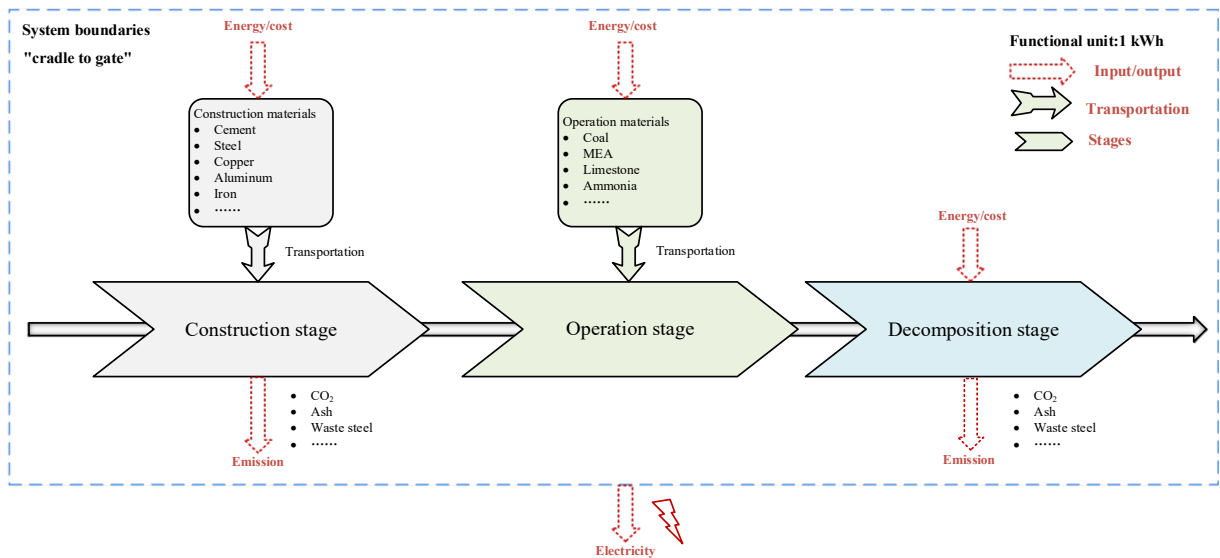 System boundaries
"cradle to gate"
Energy/cost
Energy/cost
Functional unit:1 kWh
Input/output
Transportation
Stages
Construction materials
• Cement
• Steel
• Copper
• Aluminum
• Iron
• ······
Operation materials
• Coal
• MEA
• Limestone
• Ammonia
• ······
Energy/cost
Transportation
Transportation
Construction stage
Operation stage
Decomposition stage
• CO₂
• Ash
• Waste steel
• ······
Emission
• CO₂
• Ash
• Waste steel
• ······
Emission
Electricity